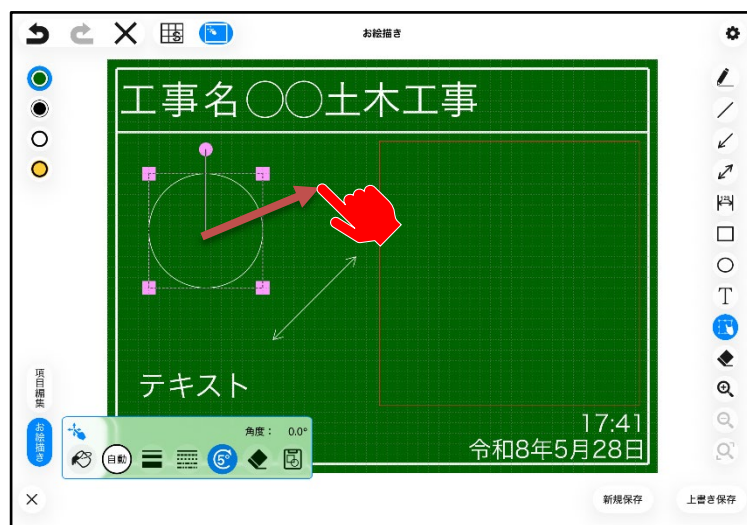 お絵描き
工事名○○土木工事
テキスト
項目編集
お絵描き
角度： 0.0°
自動
5°
17:41
令和8年5月28日
新規保存
上書き保存
T